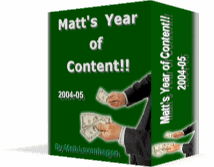 Matt's Year
of
Content!!
2004-05
Matt's Year of Content!!
2004-05